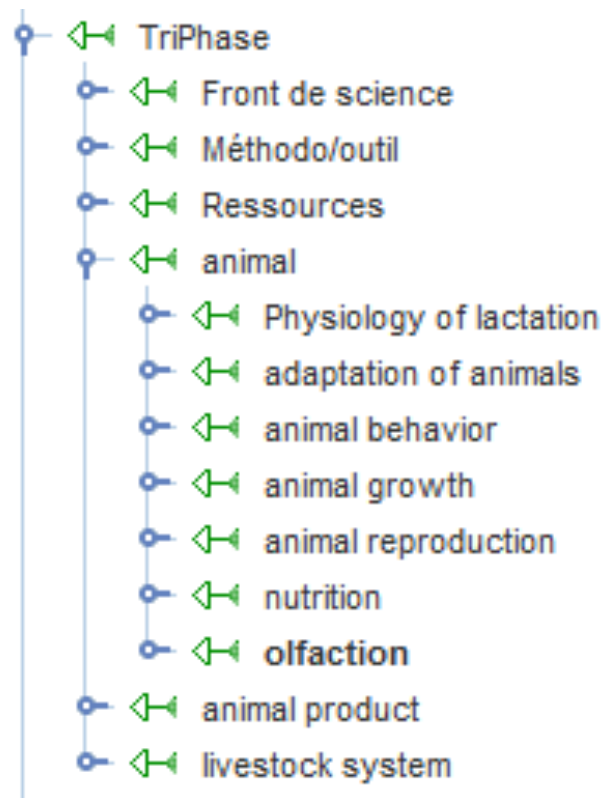 TriPhase
Front de science
Méthodo/outil
Ressources
animal
Physiology of lactation
adaptation of animals
animal behavior
animal growth
animal reproduction
nutrition
olfaction
animal product
livestock system